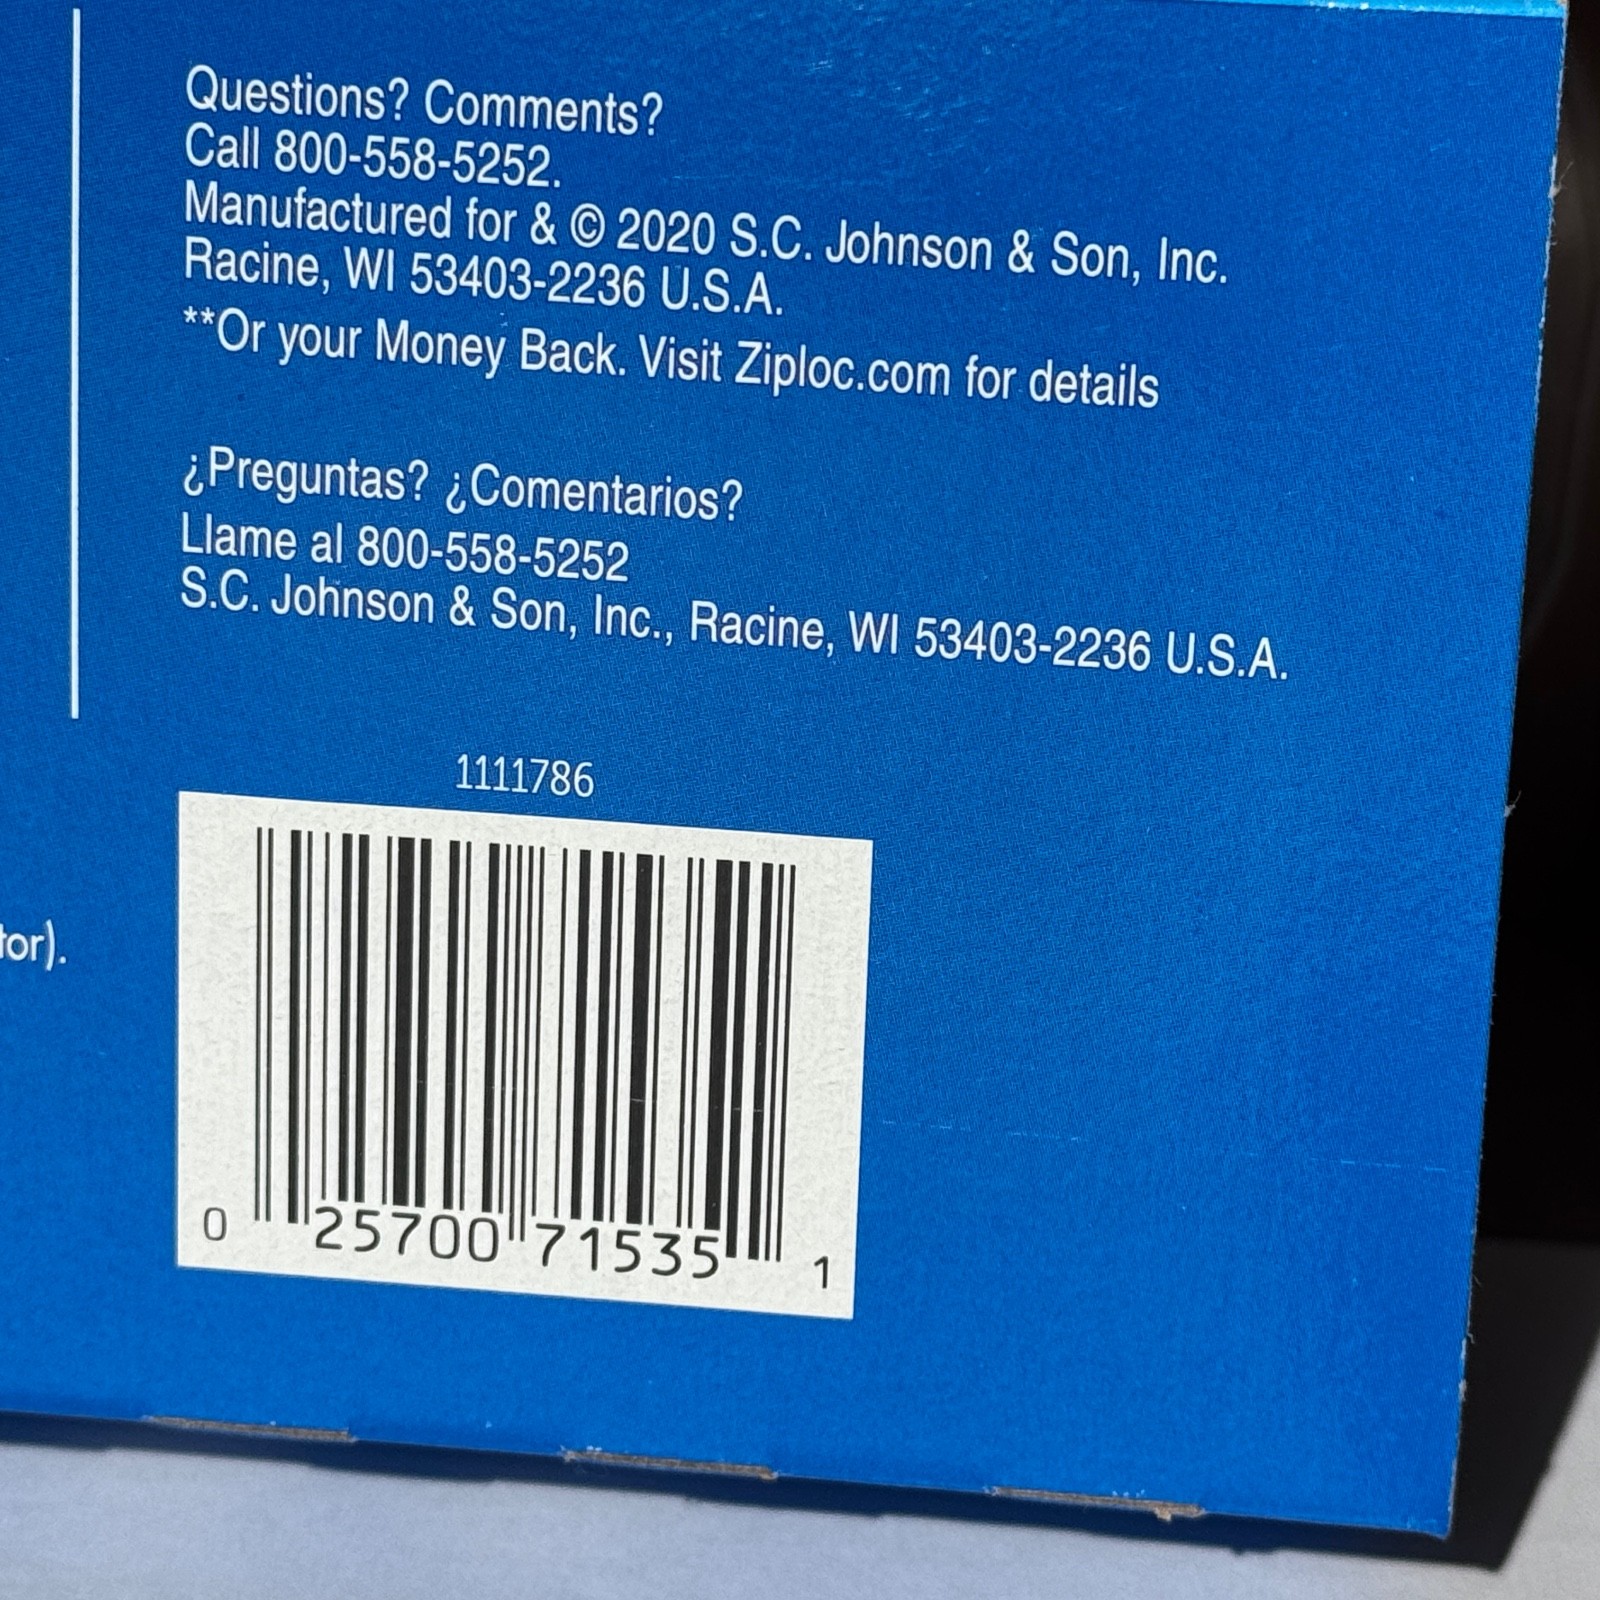 Questions? Comments?
Call 800-558-5252.
Manufactured for & © 2020 S.C. Johnson & Son, Inc.
Racine, WI 53403-2236 U.S.A.
**Or your Money Back. Visit Ziploc.com for details
¿Preguntas? ¿Comentarios?
Llame al 800-558-5252
S.C. Johnson & Son, Inc., Racine, WI 53403-2236 U.S.A.
1111786
tor).
0 25700 71535 1